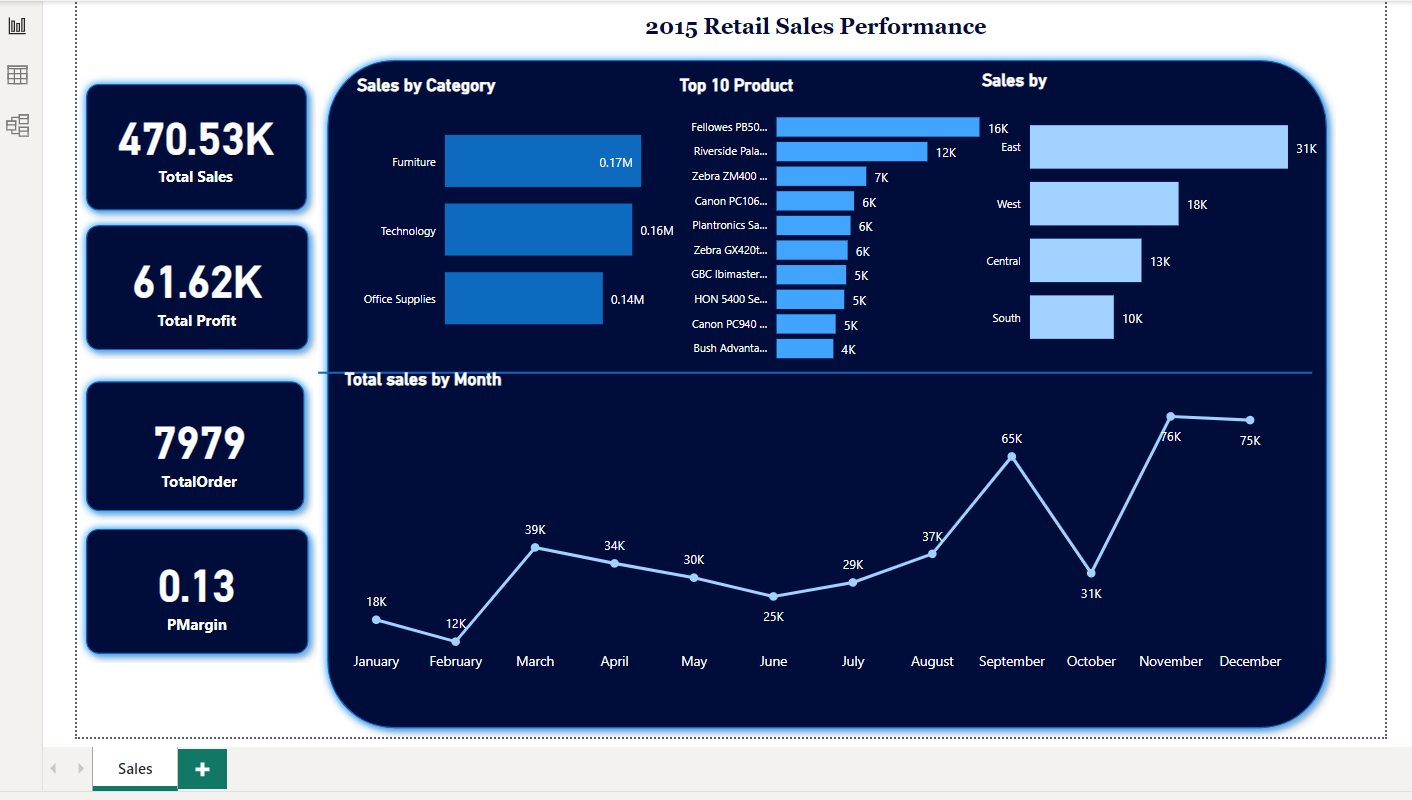 2015 Retail Sales Performance
470.53K
Total Sales
61.62K
Total Profit
7979
TotalOrder
0.13
PMargin
Sales by Category
Furniture 0.17M
Technology 0.16M
Office Supplies 0.14M
Top 10 Product
Fellowes PB50... 16K
Riverside Pala... 12K
Zebra ZM400 ... 7K
Canon PC106... 6K
Plantronics Sa... 6K
Zebra GX420t... 6K
GBC Ibimaster... 5K
HON 5400 Se... 5K
Canon PC940 ... 5K
Bush Advanta... 4K
Sales by
East 31K
West 18K
Central 13K
South 10K
Total sales by Month
18K 12K 39K 34K 30K 25K 29K 37K 65K 31K 76K 75K
January February March April May June July August September October November December
Sales